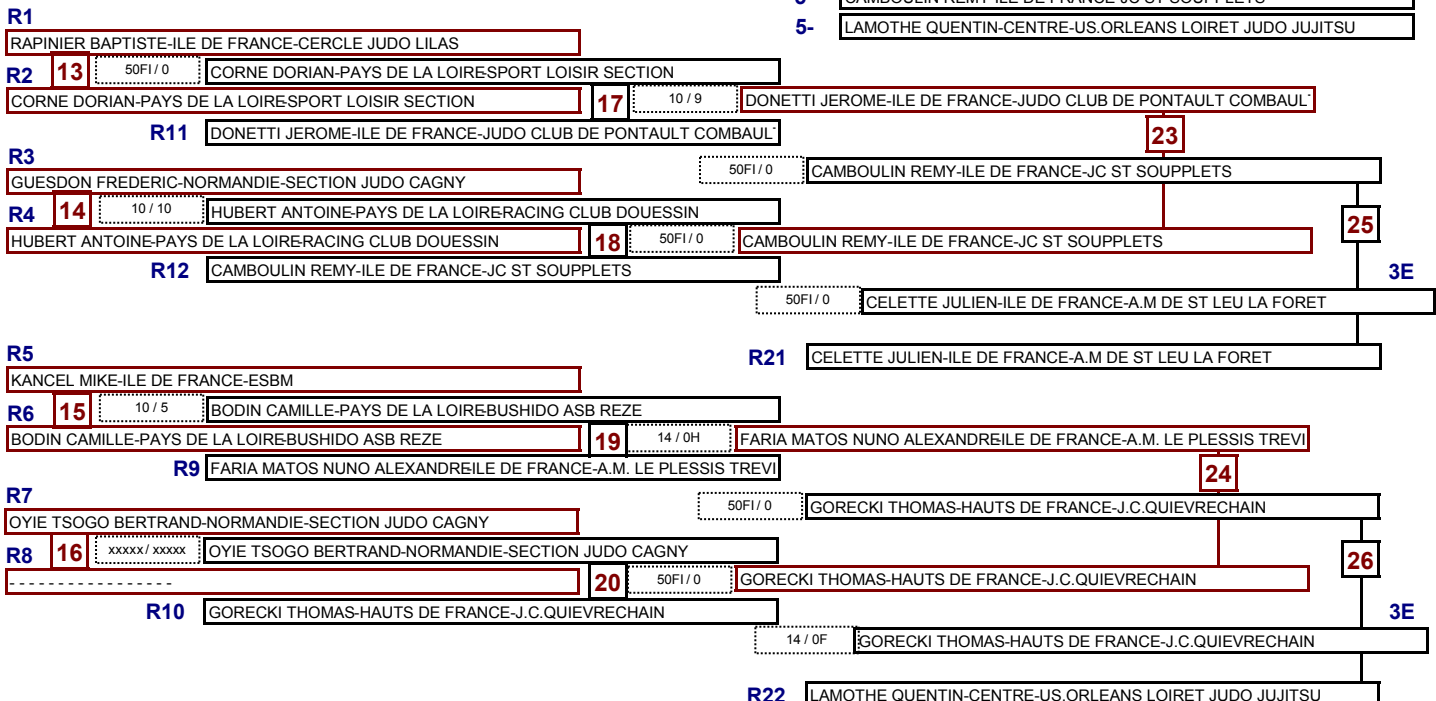 CAMBOULIN REMY-ILE DE FRANCE-JC ST SOUPPLETS
R1
5- LAMOTHE QUENTIN-CENTRE-US.ORLEANS LOIRET JUDO JUJITSU
RAPINIER BAPTISTE-ILE DE FRANCE-CERCLE JUDO LILAS
R2 13 50FI / 0 CORNE DORIAN-PAYS DE LA LOIRE-SPORT LOISIR SECTION
CORNE DORIAN-PAYS DE LA LOIRE-SPORT LOISIR SECTION 17 10 / 9 DONETTI JEROME-ILE DE FRANCE-JUDO CLUB DE PONTAULT COMBAUL
R11 DONETTI JEROME-ILE DE FRANCE-JUDO CLUB DE PONTAULT COMBAUL
23
R3
50FI / 0 CAMBOULIN REMY-ILE DE FRANCE-JC ST SOUPPLETS
GUESDON FREDERIC-NORMANDIE-SECTION JUDO CAGNY
R4 14 10 / 10 HUBERT ANTOINE-PAYS DE LA LOIRE-RACING CLUB DOUESSIN
25
HUBERT ANTOINE-PAYS DE LA LOIRE-RACING CLUB DOUESSIN 18 50FI / 0 CAMBOULIN REMY-ILE DE FRANCE-JC ST SOUPPLETS
R12 CAMBOULIN REMY-ILE DE FRANCE-JC ST SOUPPLETS
3E
50FI / 0 CELETTE JULIEN-ILE DE FRANCE-A.M DE ST LEU LA FORET
R5
R21 CELETTE JULIEN-ILE DE FRANCE-A.M DE ST LEU LA FORET
KANCEL MIKE-ILE DE FRANCE-ESBM
R6 15 10 / 5 BODIN CAMILLE-PAYS DE LA LOIRE-BUSHIDO ASB REZE
BODIN CAMILLE-PAYS DE LA LOIRE-BUSHIDO ASB REZE 19 14 / 0H FARIA MATOS NUNO ALEXANDRE-ILE DE FRANCE-A.M. LE PLESSIS TREVI
R9 FARIA MATOS NUNO ALEXANDRE-ILE DE FRANCE-A.M. LE PLESSIS TREVI
24
R7
50FI / 0 GORECKI THOMAS-HAUTS DE FRANCE-J.C.QUIEVRECHAIN
OYIE TSOGO BERTRAND-NORMANDIE-SECTION JUDO CAGNY
R8 16 xxxxx / xxxxx OYIE TSOGO BERTRAND-NORMANDIE-SECTION JUDO CAGNY
26
- - - - - - - - - - - - - - - - - 20 50FI / 0 GORECKI THOMAS-HAUTS DE FRANCE-J.C.QUIEVRECHAIN
R10 GORECKI THOMAS-HAUTS DE FRANCE-J.C.QUIEVRECHAIN
3E
14 / 0F GORECKI THOMAS-HAUTS DE FRANCE-J.C.QUIEVRECHAIN
R22 LAMOTHE QUENTIN-CENTRE-US.ORLEANS LOIRET JUDO JUJITSU